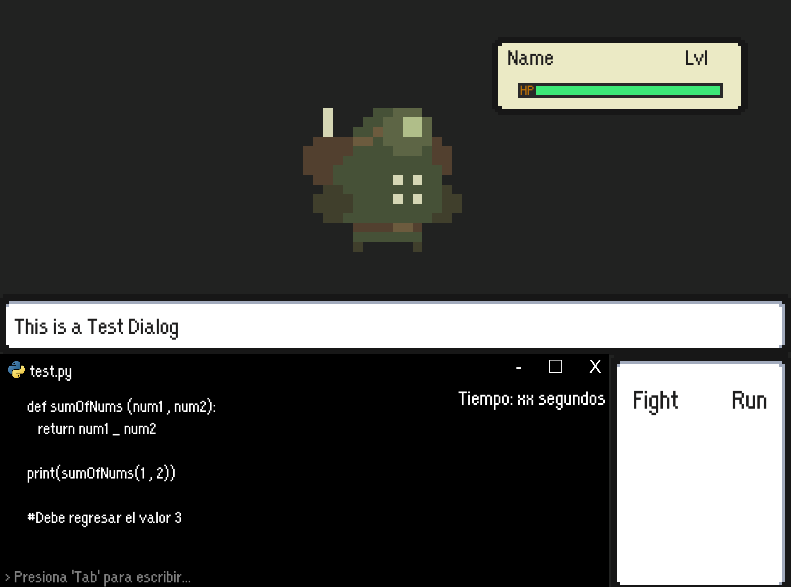 Name Lvl
HP
This is a Test Dialog
test.py - □ X
Tiempo: xx segundos
def sumOfNums (num1 , num2):
return num1 _ num2
print(sumOfNums(1 , 2))
#Debe regresar el valor 3
> Presiona 'Tab' para escribir...
Fight Run